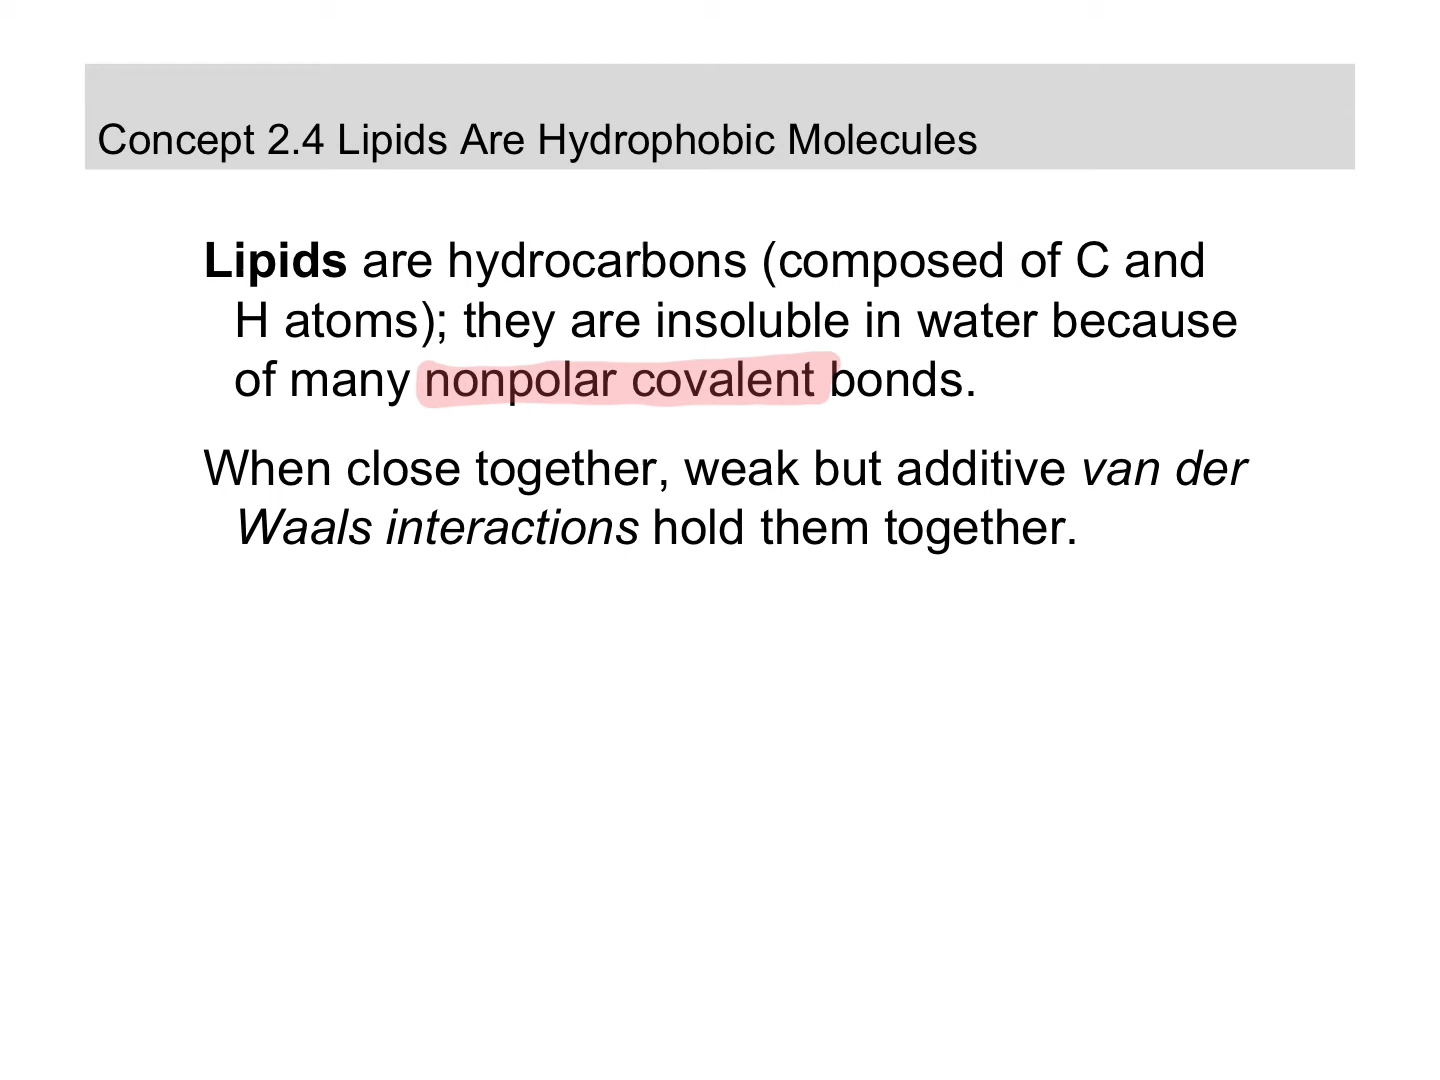 Concept 2.4 Lipids Are Hydrophobic Molecules
Lipids are hydrocarbons (composed of C and
H atoms); they are insoluble in water because
of many nonpolar covalent bonds.
When close together, weak but additive van der
Waals interactions hold them together.